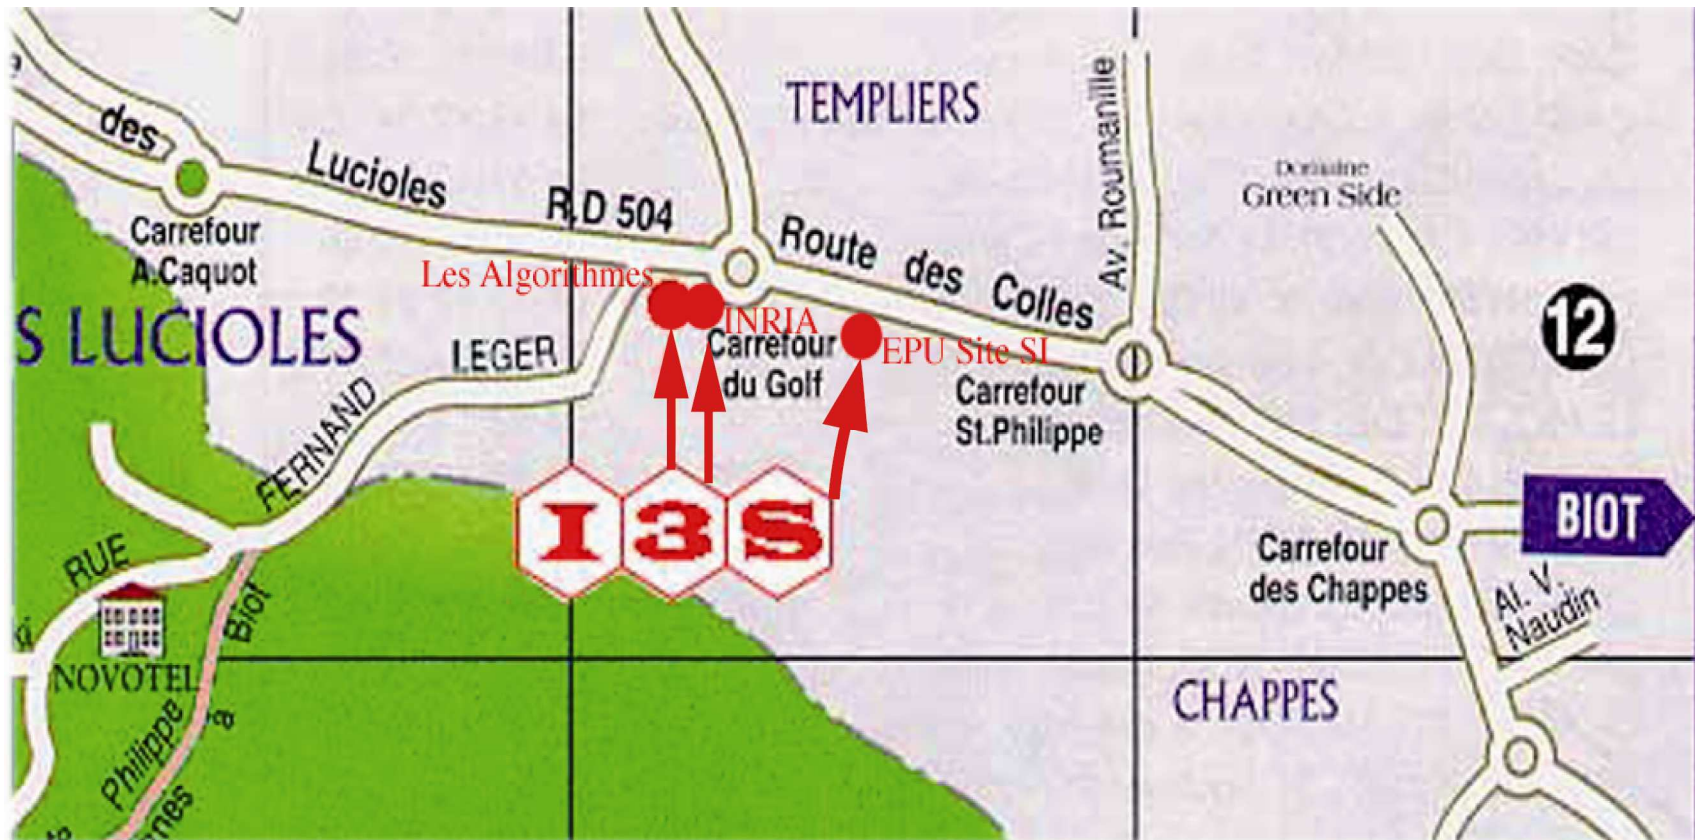 des
Lucioles
R.D 504
TEMPLIERS
Av. Roumanille
Domaine
Green Side
Carrefour
A.Caquot
Les Algorithmes
Route des Colles
INRIA
Carrefour
du Golf
EPU Site SI
12
S LUCIOLES
LEGER
FERNAND
RUE
Carrefour
St.Philippe
I3S
BIOT
Carrefour
des Chappes
Al. V.
Naudin
NOVOTEL
Biot
à
Philippe
CHAPPES